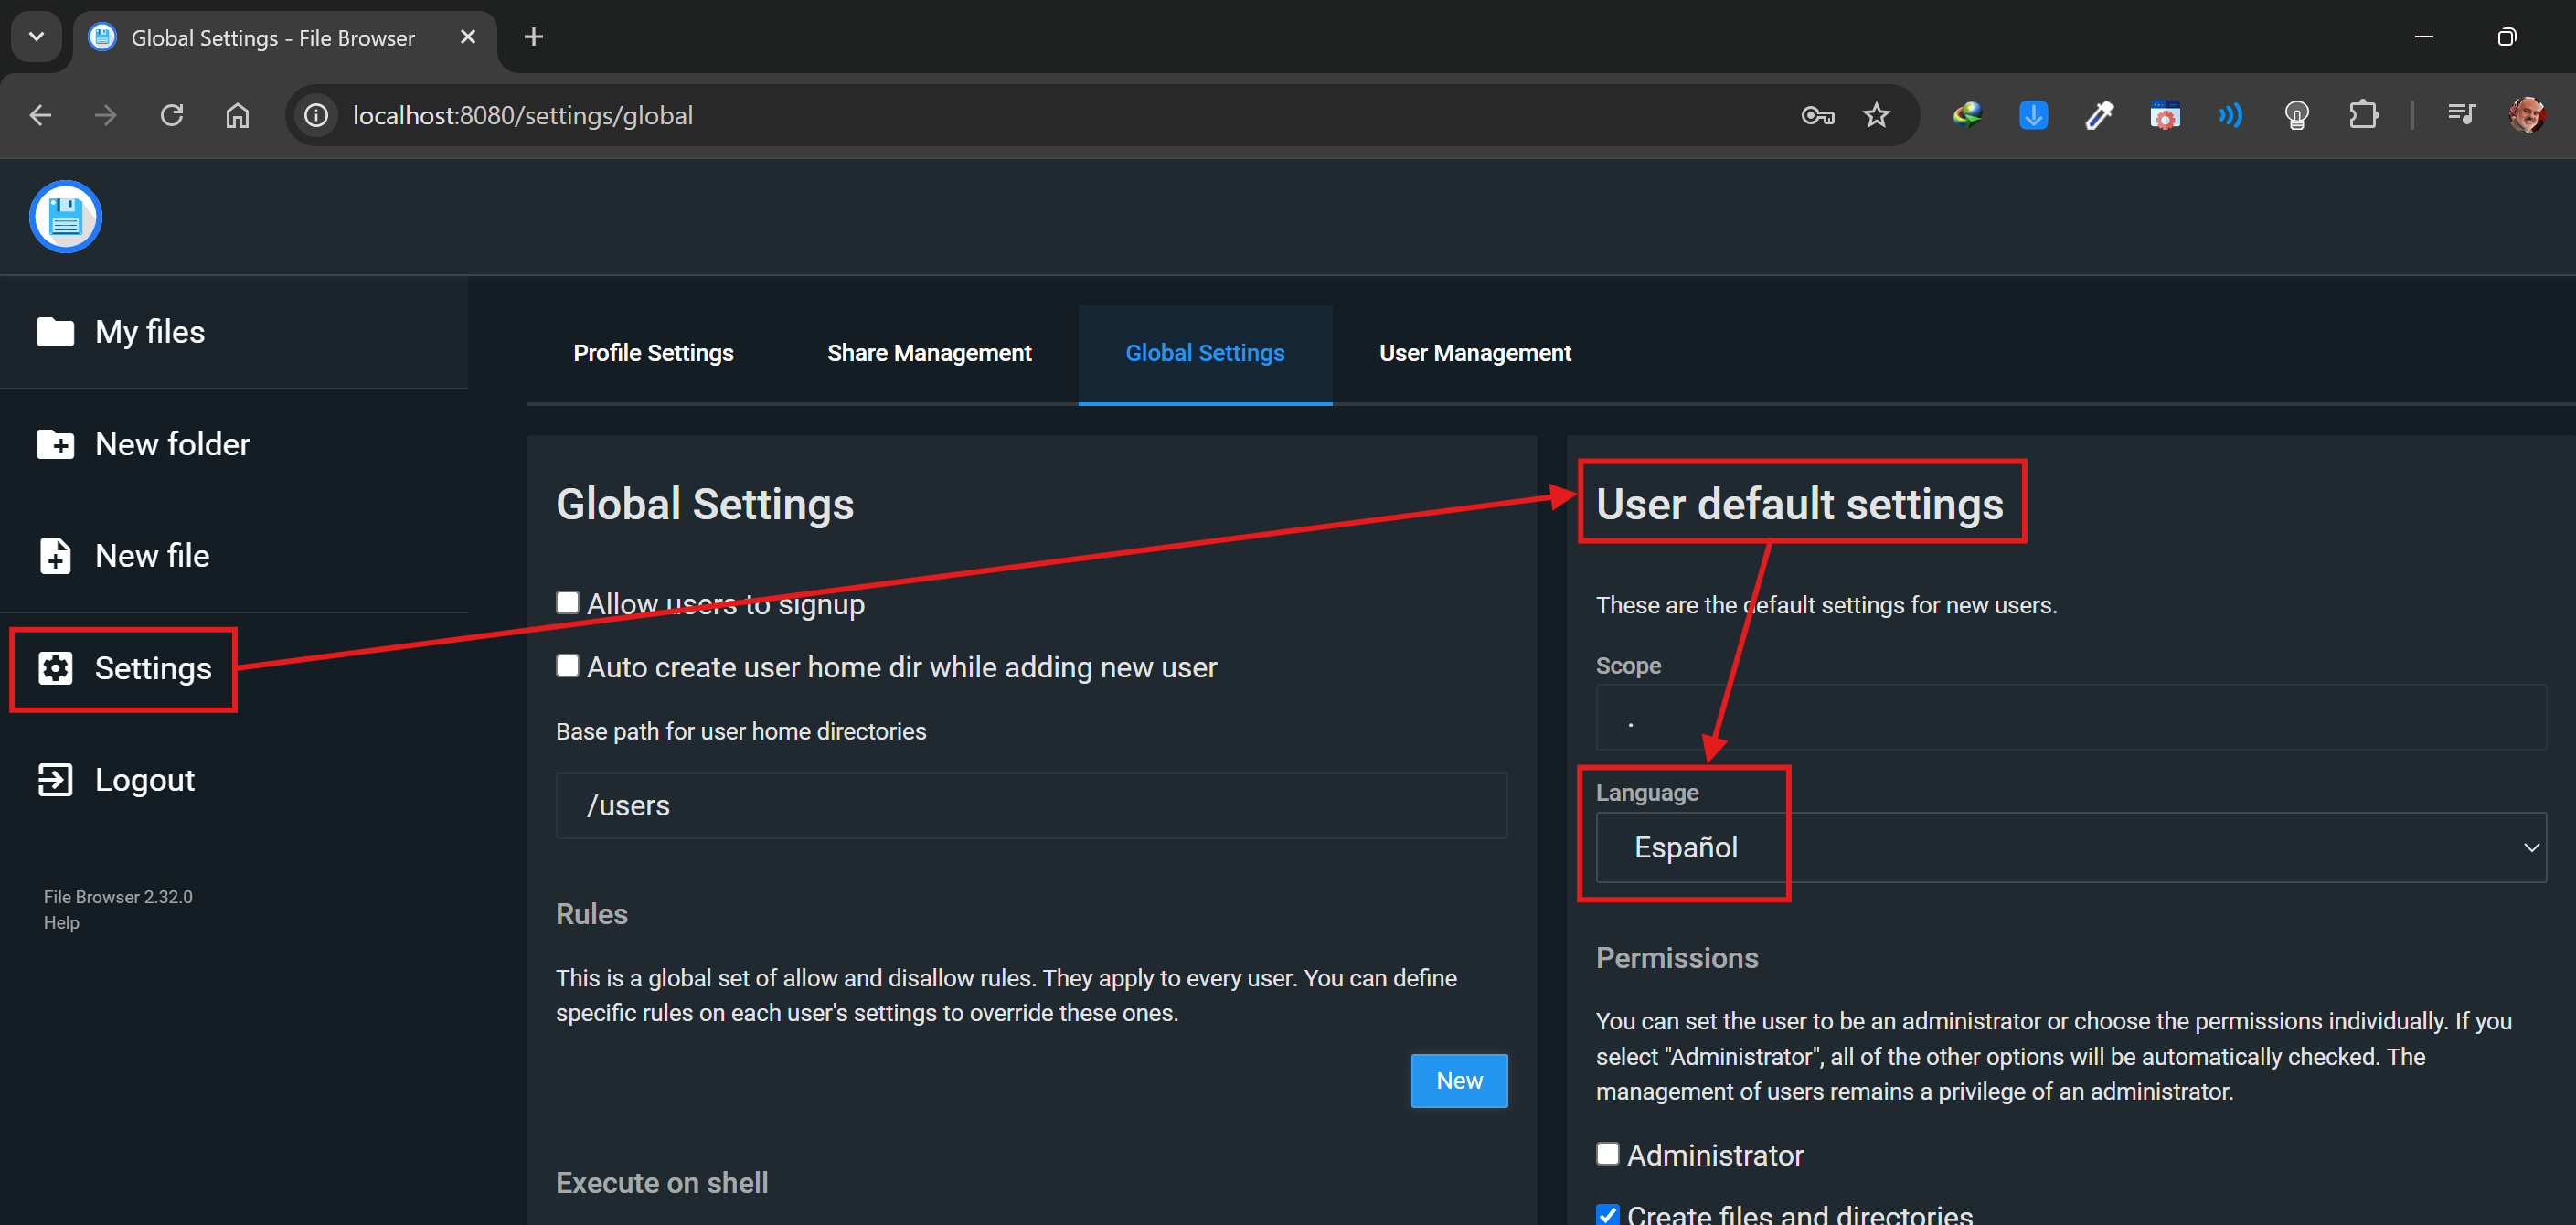 Global Settings - File Browser
localhost:8080/settings/global
My files
New folder
New file
Settings
Logout
File Browser 2.32.0
Help
Profile Settings
Share Management
Global Settings
User Management
Global Settings
Allow users to signup
Auto create user home dir while adding new user
Base path for user home directories
/users
Rules
This is a global set of allow and disallow rules. They apply to every user. You can define
specific rules on each user's settings to override these ones.
New
Execute on shell
User default settings
These are the default settings for new users.
Scope
.
Language
Español
Permissions
You can set the user to be an administrator or choose the permissions individually. If you
select "Administrator", all of the other options will be automatically checked. The
management of users remains a privilege of an administrator.
Administrator
Create files and directories